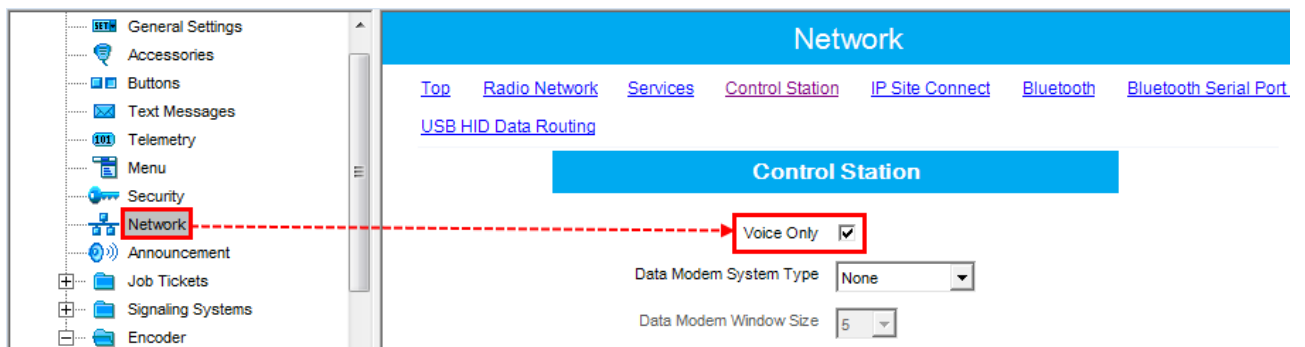 General Settings
Accessories
Buttons
Text Messages
Telemetry
Menu
Security
Network
Announcement
Job Tickets
Signaling Systems
Encoder
Network
Top Radio Network Services Control Station IP Site Connect Bluetooth Bluetooth Serial Port
USB HID Data Routing
Control Station
Voice Only
Data Modem System Type None
Data Modem Window Size 5